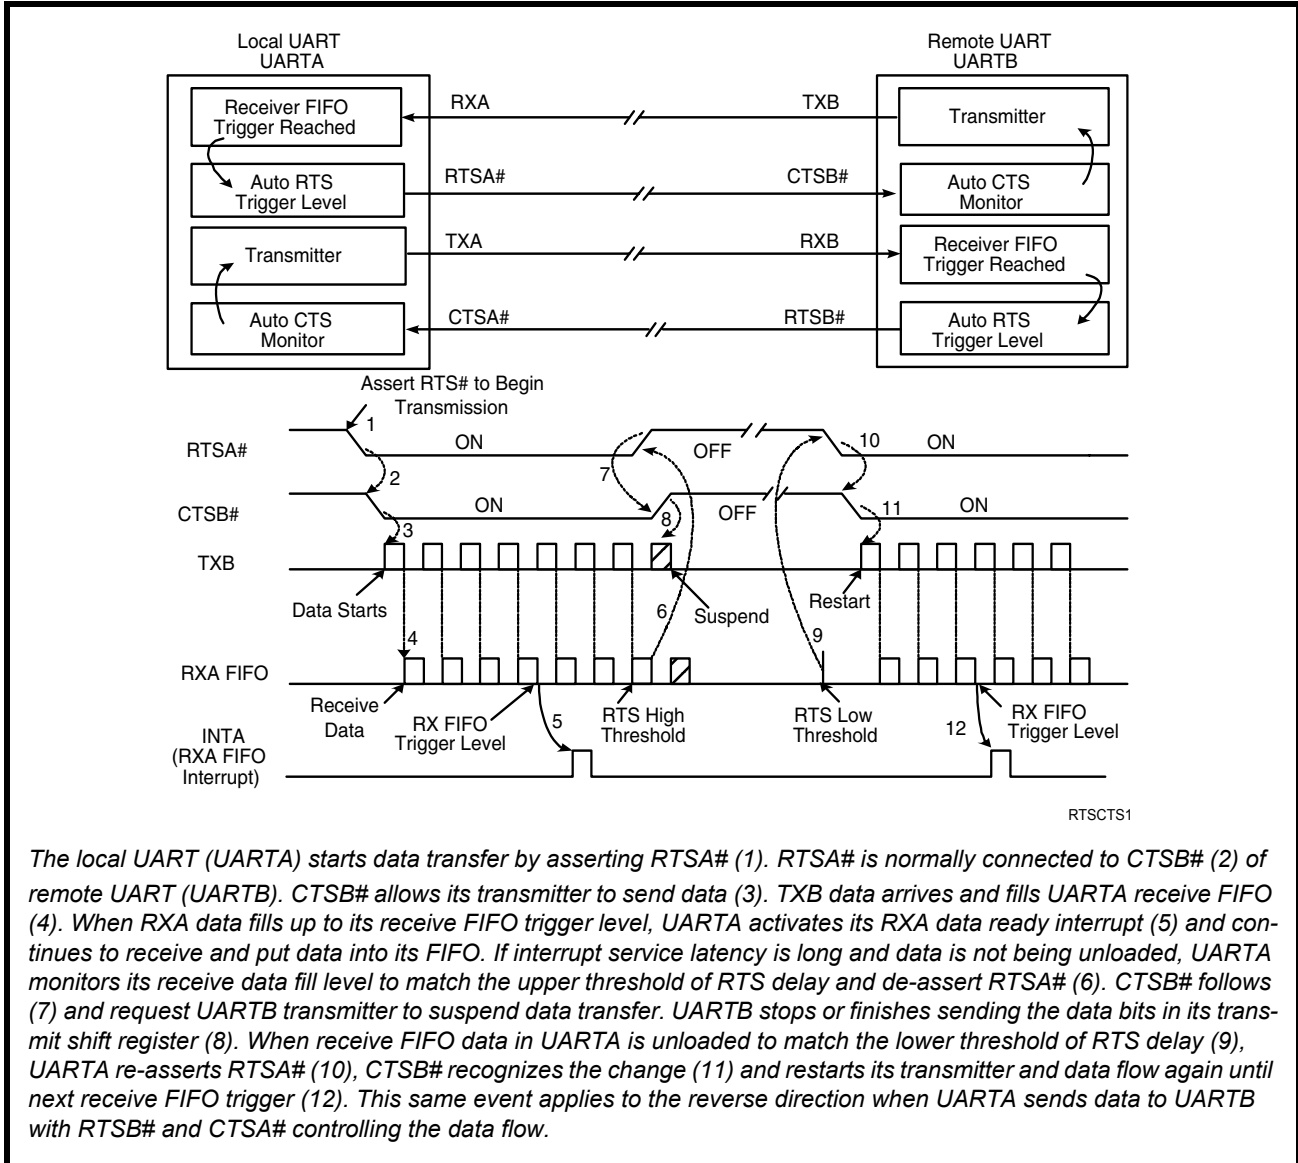 Local UART
UARTA
Remote UART
UARTB
Receiver FIFO
Trigger Reached
RXA
TXB
Transmitter
Auto RTS
Trigger Level
RTSA#
CTSB#
Auto CTS
Monitor
Transmitter
TXA
RXB
Receiver FIFO
Trigger Reached
Auto CTS
Monitor
CTSA#
RTSB#
Auto RTS
Trigger Level
Assert RTS# to Begin
Transmission
RTSA#
1
ON
7
OFF
10
ON
2
CTSB#
ON
OFF
11
ON
3
8
TXB
Data Starts
6
Suspend
Restart
4
9
RXA FIFO
Receive
Data
RX FIFO
Trigger Level
5
RTS High
Threshold
RTS Low
Threshold
12
RX FIFO
Trigger Level
INTA
(RXA FIFO
Interrupt)
RTSCTS1
The local UART (UARTA) starts data transfer by asserting RTSA# (1). RTSA# is normally connected to CTSB# (2) of
remote UART (UARTB). CTSB# allows its transmitter to send data (3). TXB data arrives and fills UARTA receive FIFO
(4). When RXA data fills up to its receive FIFO trigger level, UARTA activates its RXA data ready interrupt (5) and con-
tinues to receive and put data into its FIFO. If interrupt service latency is long and data is not being unloaded, UARTA
monitors its receive data fill level to match the upper threshold of RTS delay and de-assert RTSA# (6). CTSB# follows
(7) and request UARTB transmitter to suspend data transfer. UARTB stops or finishes sending the data bits in its trans-
mit shift register (8). When receive FIFO data in UARTA is unloaded to match the lower threshold of RTS delay (9),
UARTA re-asserts RTSA# (10), CTSB# recognizes the change (11) and restarts its transmitter and data flow again until
next receive FIFO trigger (12). This same event applies to the reverse direction when UARTA sends data to UARTB
with RTSB# and CTSA# controlling the data flow.